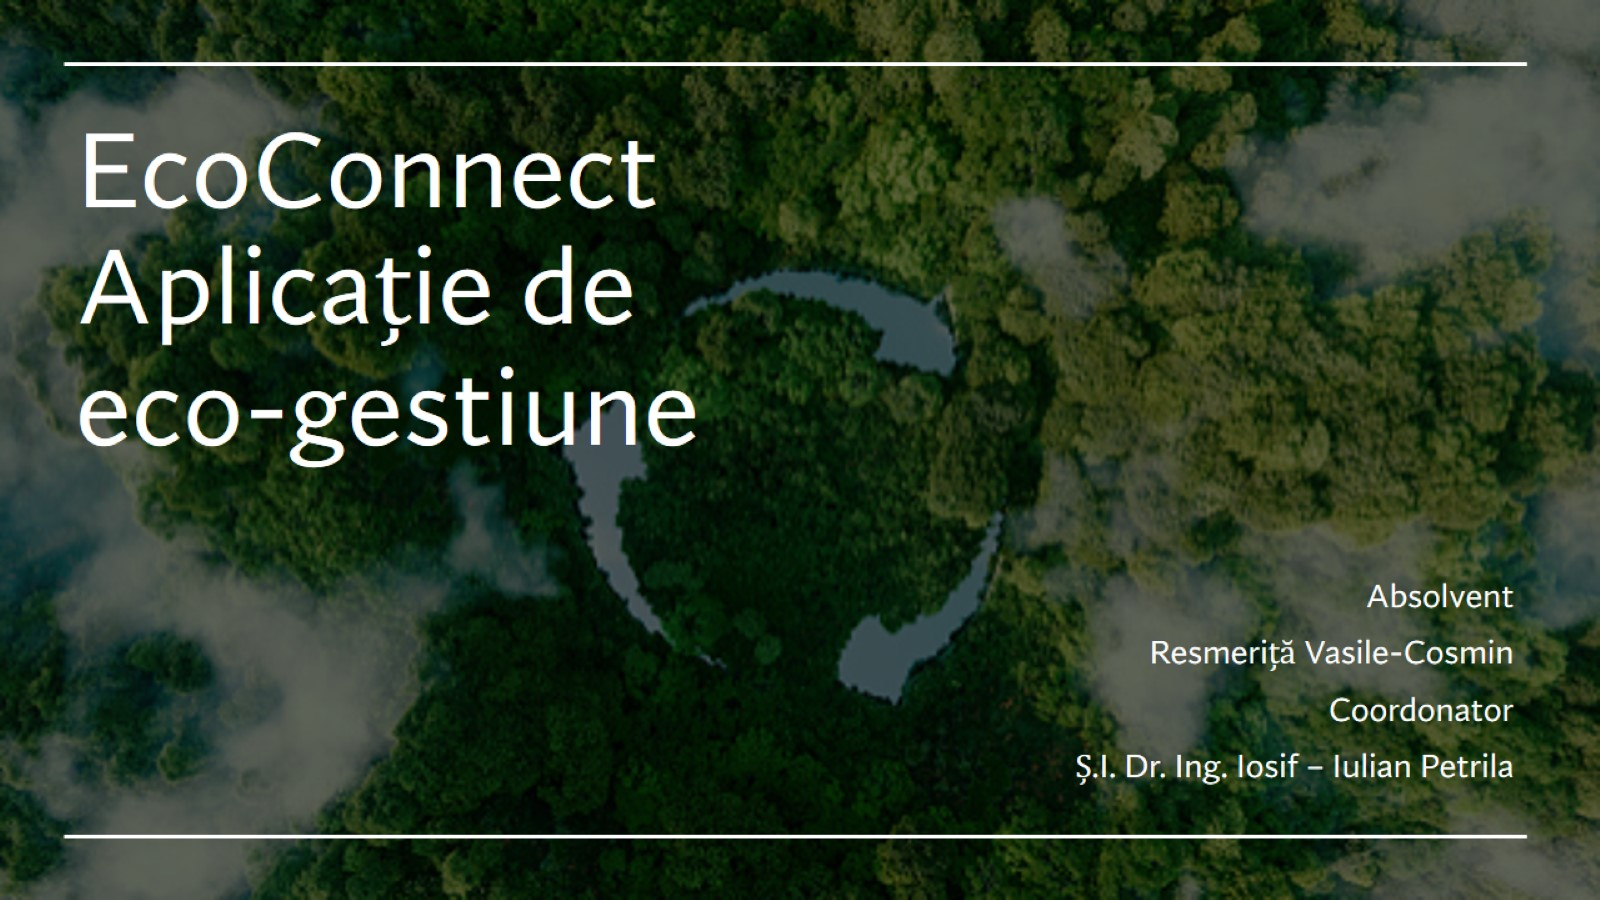 EcoConnect
Aplicație de
eco-gestiune
Absolvent
Resmeriță Vasile-Cosmin
Coordonator
Ș.I. Dr. Ing. Iosif – Iulian Petrila